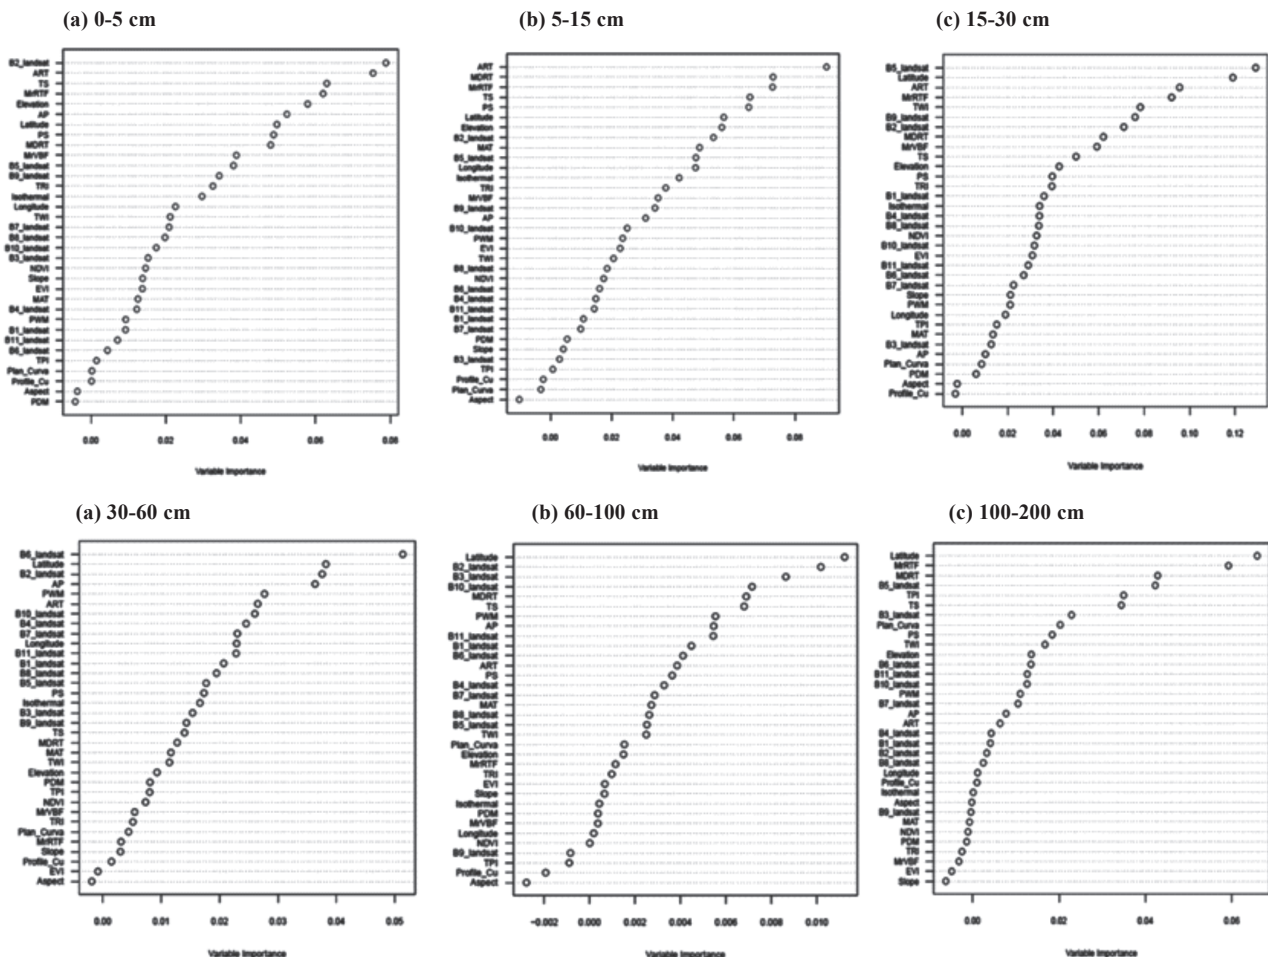 (a) 0-5 cm
B2_landsat
ART
TS
MrRTF
Elevation
AP
Latitude
PS
MDRT
MrVBF
B5_landsat
B9_landsat
TRI
Isothermal
Longitude
TWI
B7_landsat
B8_landsat
B10_landsat
B3_landsat
NDVI
Slope
EVI
MAT
B4_landsat
PWM
B1_landsat
B11_landsat
B6_landsat
TPI
Plan_Curva
Profile_Cu
Aspect
PDM
0.00 0.02 0.04 0.06 0.08
Variable Importance
(b) 5-15 cm
ART
MDRT
MrRTF
TS
PS
Latitude
Elevation
B2_landsat
MAT
B5_landsat
Longitude
Isothermal
TRI
MrVBF
B9_landsat
AP
B10_landsat
PWM
EVI
TWI
B8_landsat
NDVI
B6_landsat
B4_landsat
B11_landsat
B1_landsat
B7_landsat
PDM
Slope
B3_landsat
TPI
Profile_Cu
Plan_Curva
Aspect
0.00 0.02 0.04 0.06 0.08
Variable Importance
(c) 15-30 cm
B5_landsat
Latitude
ART
MrRTF
TWI
B9_landsat
B2_landsat
MDRT
MrVBF
TS
Elevation
PS
TRI
B1_landsat
Isothermal
B4_landsat
B8_landsat
NDVI
B10_landsat
EVI
B11_landsat
B6_landsat
B7_landsat
Slope
PWM
Longitude
TPI
MAT
B3_landsat
AP
Plan_Curva
PDM
Aspect
Profile_Cu
0.00 0.02 0.04 0.06 0.08 0.10 0.12
Variable Importance
(a) 30-60 cm
B6_landsat
Latitude
B2_landsat
AP
PWM
ART
B10_landsat
B4_landsat
B7_landsat
Longitude
B11_landsat
B1_landsat
B8_landsat
B5_landsat
PS
Isothermal
B3_landsat
B9_landsat
TS
MDRT
MAT
TWI
Elevation
PDM
TPI
NDVI
MrVBF
TRI
Plan_Curva
MrRTF
Slope
Profile_Cu
EVI
Aspect
0.00 0.01 0.02 0.03 0.04 0.05
Variable Importance
(b) 60-100 cm
Latitude
B2_landsat
B3_landsat
B10_landsat
MDRT
TS
PWM
AP
B11_landsat
B1_landsat
B6_landsat
ART
PS
B4_landsat
B7_landsat
MAT
B8_landsat
B5_landsat
TWI
Plan_Curva
Elevation
MrRTF
TRI
EVI
Slope
Isothermal
PDM
MrVBF
Longitude
NDVI
B9_landsat
TPI
Profile_Cu
Aspect
−0.002 0.000 0.002 0.004 0.006 0.008 0.010
Variable Importance
(c) 100-200 cm
Latitude
MrRTF
MDRT
B5_landsat
TPI
TS
B3_landsat
Plan_Curva
PS
TWI
Elevation
B6_landsat
B11_landsat
B10_landsat
PWM
B7_landsat
AP
ART
B4_landsat
B1_landsat
B2_landsat
B8_landsat
Longitude
Profile_Cu
Isothermal
Aspect
B9_landsat
MAT
NDVI
PDM
TRI
MrVBF
EVI
Slope
0.00 0.02 0.04 0.06
Variable Importance